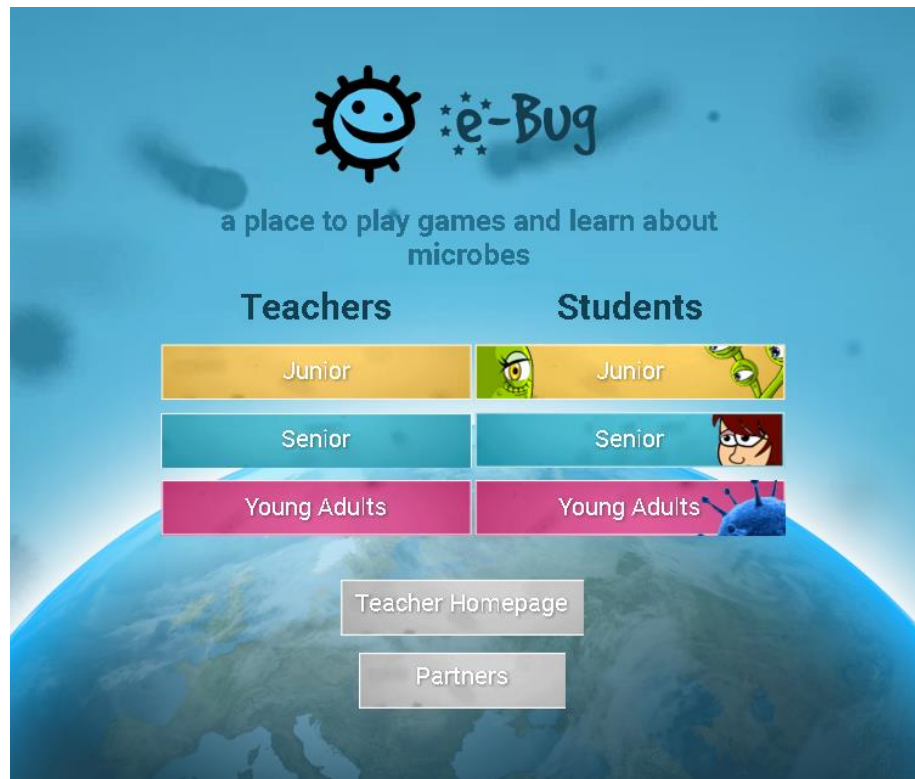 e-Bug
a place to play games and learn about
microbes
Teachers
Students
Junior
Junior
Senior
Senior
Young Adults
Young Adults
Teacher Homepage
Partners